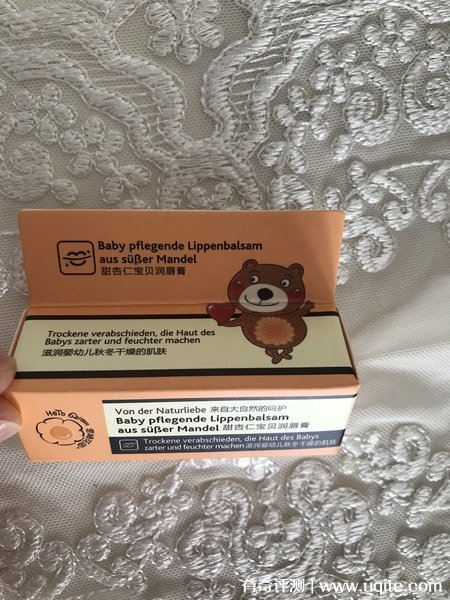 Baby pflegende Lippenbalsam
aus süßer Mandel
甜杏仁宝贝润唇膏
Trockene verabschieden, die Haut des
Babys zarter und feuchter machen
滋润婴幼儿秋冬干燥的肌肤
Von der Naturliebe 来自大自然的呵护
Baby pflegende Lippenbalsam
aus süßer Mandel 甜杏仁宝贝润唇膏
Trockene verabschieden, die Haut des Babys
zarter und feuchter machen 滋润婴幼儿秋冬干燥的肌肤
有奇评测 | www.uqite.com